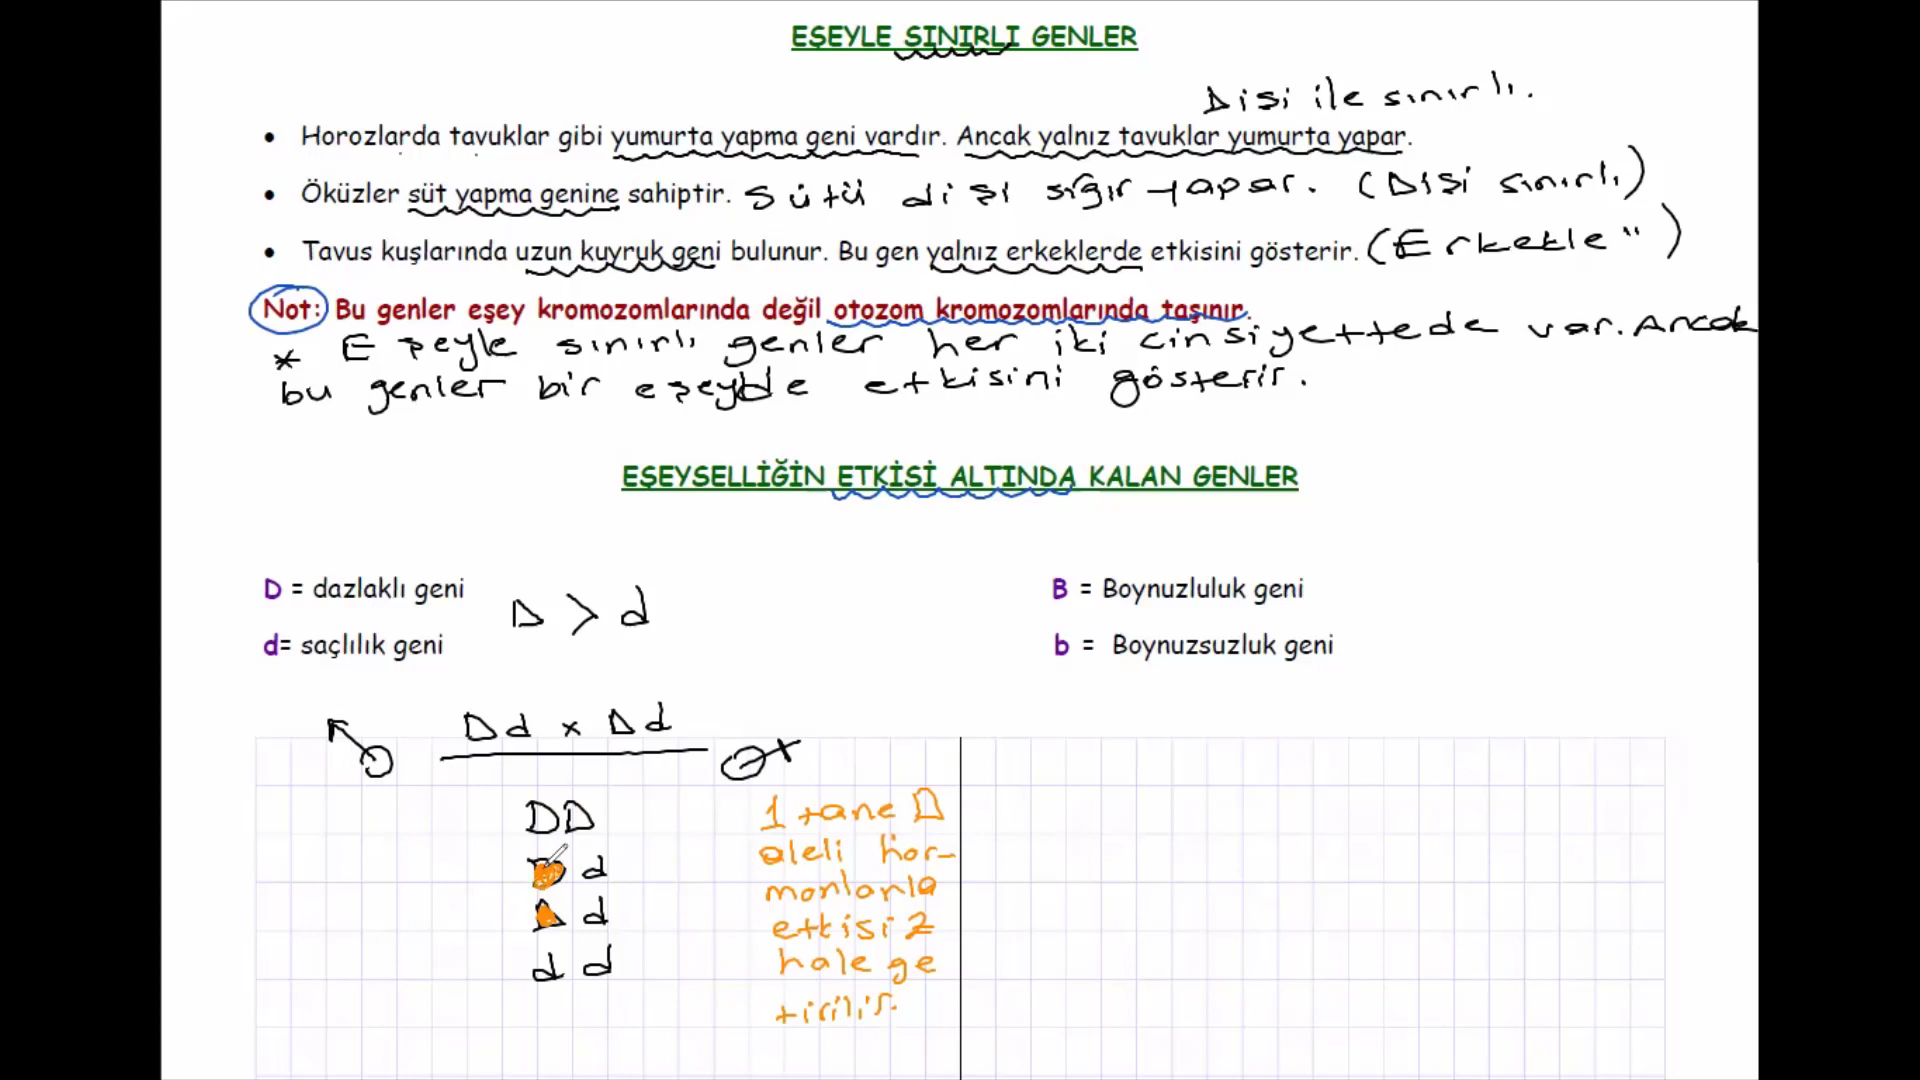 EŞEYLE SINIRLI GENLER
Dişi ile sınırlı.
• Horozlarda tavuklar gibi yumurta yapma geni vardır. Ancak yalnız tavuklar yumurta yapar.
• Öküzler süt yapma genine sahiptir. Sütü dişi sığır yapar. (Dişi sınırlı)
• Tavus kuşlarında uzun kuyruk geni bulunur. Bu gen yalnız erkeklerde etkisini gösterir. (Erkekle " )
Not: Bu genler eşey kromozomlarında değil otozom kromozomlarında taşınır.
* Eşeyle sınırlı genler her iki cinsiyettede var. Ancak
bu genler bir eşeyde etkisini gösterir.
EŞEYSELLİĞİN ETKİSİ ALTINDA KALAN GENLER
D = dazlaklı geni
d= saçlılık geni
D > d
B = Boynuzluluk geni
b = Boynuzsuzluk geni
Dd x Dd
DD
D d
D d
d d
1 tane D
aleli hor-
monlarla
etkisi 2
hale ge
tirilir.